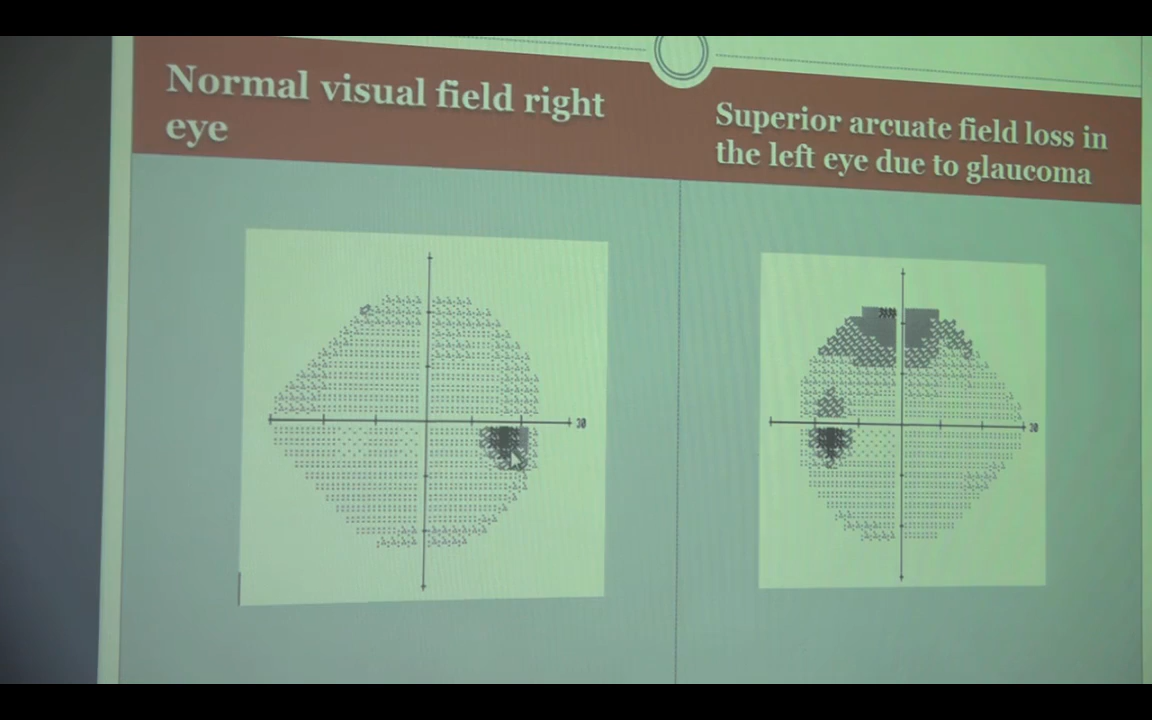 Normal visual field right
eye
Superior arcuate field loss in
the left eye due to glaucoma
30
30